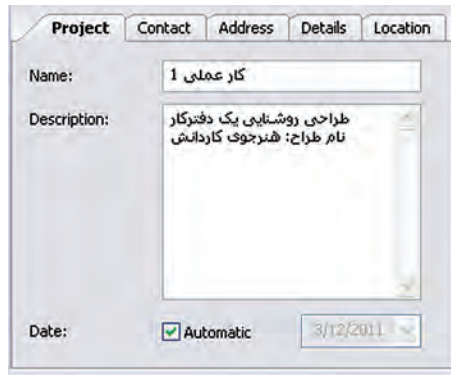 Project Contact Address Details Location
Name: کار عملی 1
Description: طراحی روشنایی یک دفترکار
نام طراح: هنرجوی کاردانش
Date: Automatic 3/12/2011